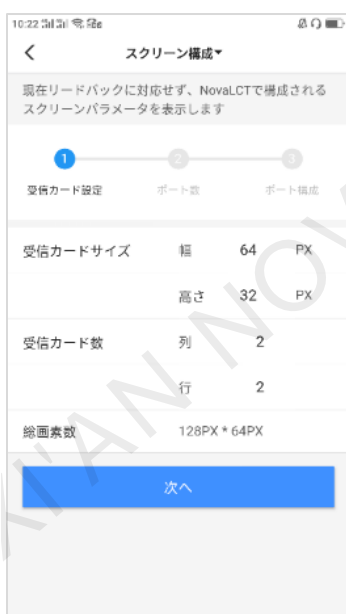 10:22
スクリーン構成▾
現在リードバックに対応せず、NovaLCTで構成される
スクリーンパラメータを表示します
1 2 3
受信カード設定 ポート数 ポート構成
受信カードサイズ 幅 64 PX
高さ 32 PX
受信カード数 列 2
行 2
総画素数 128PX * 64PX
次へ
XI'AN NOV